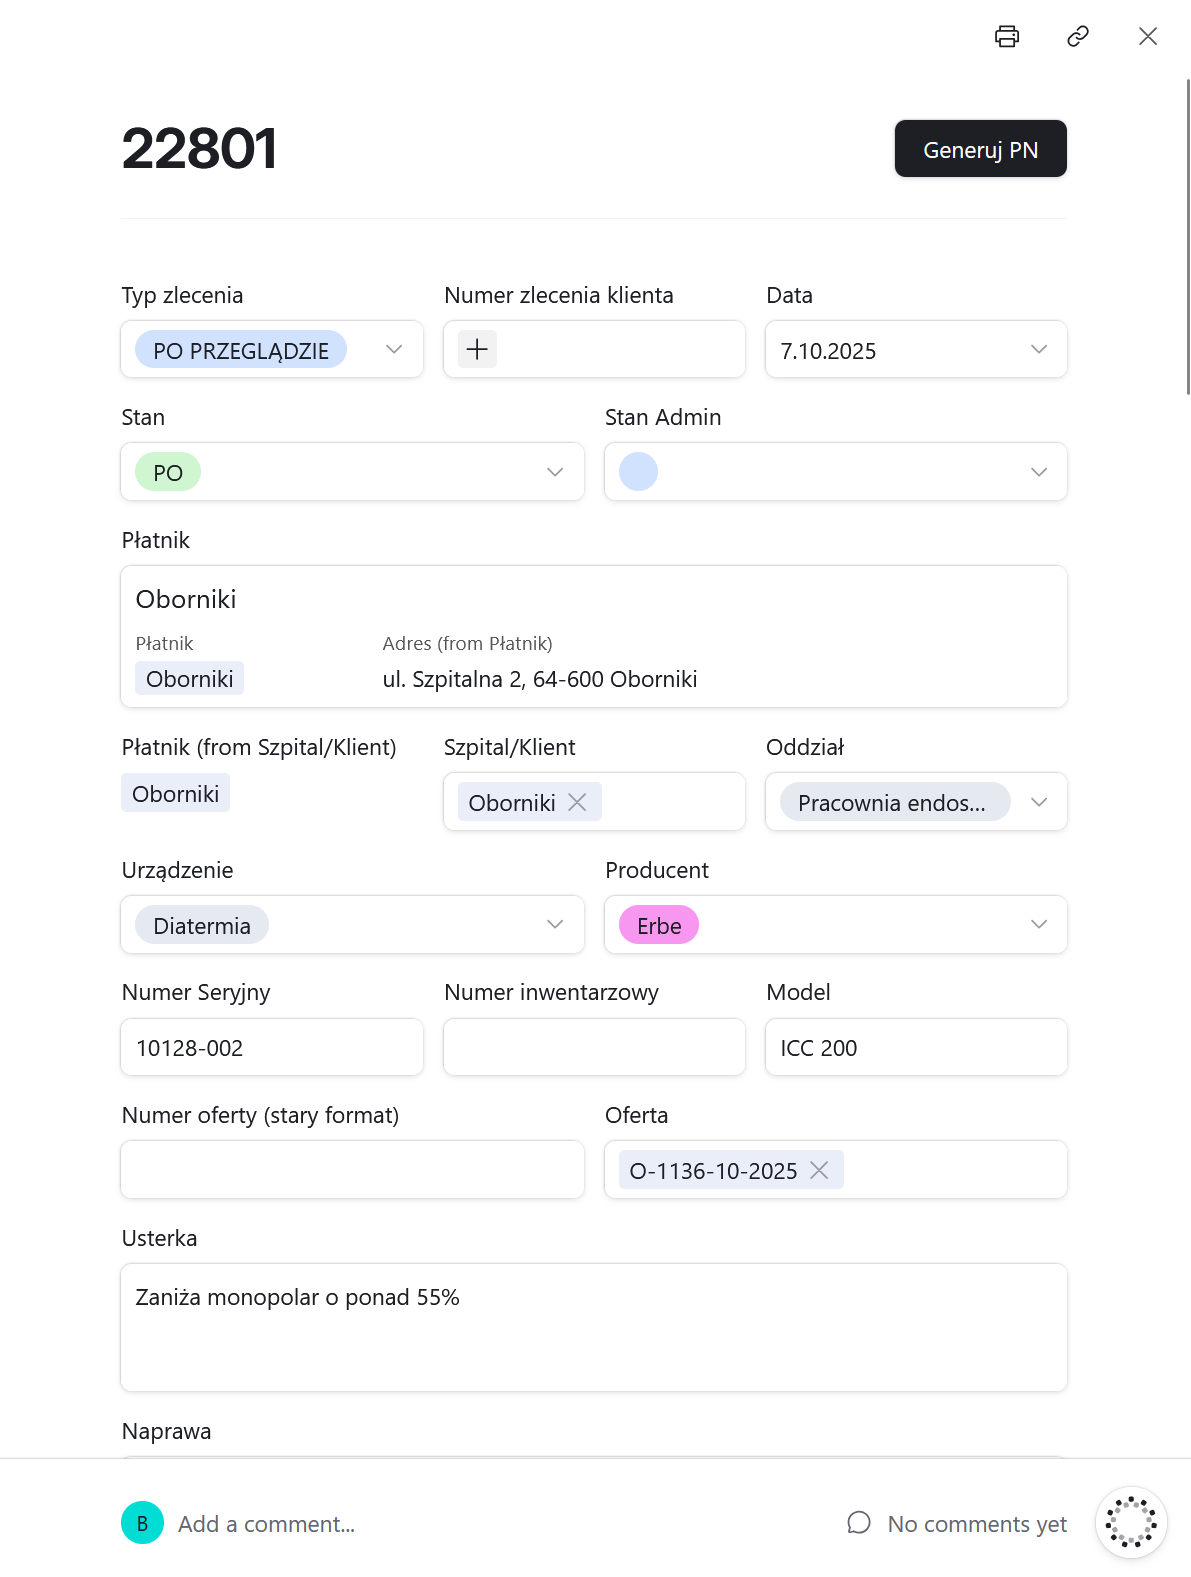 22801
Generuj PN
Typ zlecenia
Numer zlecenia klienta
Data
PO PRZEGLĄDZIE
7.10.2025
Stan
Stan Admin
PO
Płatnik
Oborniki
Płatnik
Adres (from Płatnik)
Oborniki
ul. Szpitalna 2, 64-600 Oborniki
Płatnik (from Szpital/Klient)
Szpital/Klient
Oddział
Oborniki
Oborniki
Pracownia endos...
Urządzenie
Producent
Diatermia
Erbe
Numer Seryjny
Numer inwentarzowy
Model
10128-002
ICC 200
Numer oferty (stary format)
Oferta
O-1136-10-2025
Usterka
Zaniża monopolar o ponad 55%
Naprawa
B
Add a comment...
No comments yet